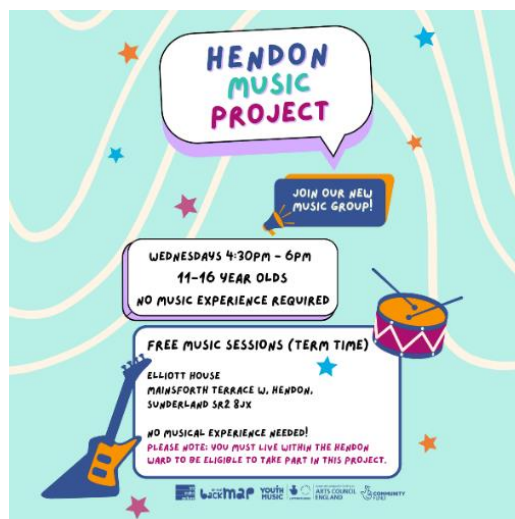 HENDON
MUSIC
PROJECT
JOIN OUR NEW
MUSIC GROUP!
WEDNESDAYS 4:30PM - 6PM
11-16 YEAR OLDS
NO MUSIC EXPERIENCE REQUIRED
FREE MUSIC SESSIONS (TERM TIME)
ELLIOTT HOUSE
MAINSFORTH TERRACE W, HENDON,
SUNDERLAND SR2 8JX
NO MUSICAL EXPERIENCE NEEDED!
PLEASE NOTE: YOU MUST LIVE WITHIN THE HENDON
WARD TO BE ELIGIBLE TO TAKE PART IN THIS PROJECT.
back MAP YOUTH MUSIC ARTS COUNCIL ENGLAND COMMUNITY